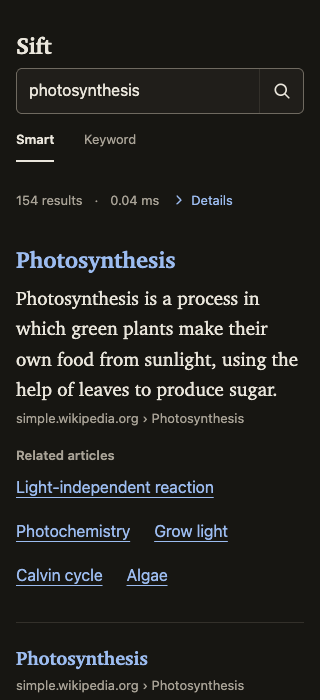 Sift
photosynthesis
Smart Keyword
154 results · 0.04 ms > Details
Photosynthesis
Photosynthesis is a process in
which green plants make their
own food from sunlight, using the
help of leaves to produce sugar.
simple.wikipedia.org › Photosynthesis
Related articles
Light-independent reaction
Photochemistry Grow light
Calvin cycle Algae
Photosynthesis
simple.wikipedia.org › Photosynthesis